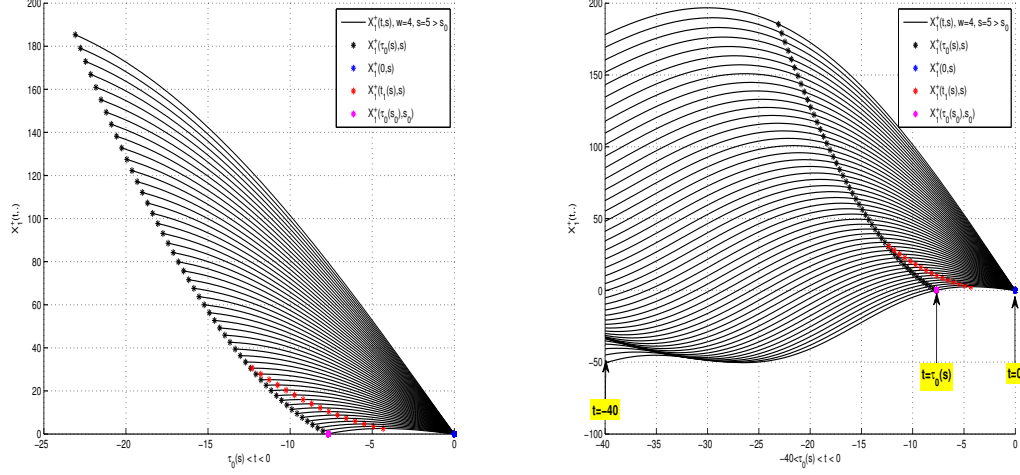 200
180
160
140
120
100
80
60
40
20
0
X₁⁺(t,.)
−25
−20
−15
−10
−5
0
τ₀(s) < t < 0
X₁⁺(t,s), w=4, s=5 > s₀
X₁⁺(τ₀(s),s)
X₁⁺(0,s)
X₁⁺(t₁(s),s)
X₁⁺(τ₀(s₀),s₀)
200
150
100
50
0
−50
−100
X₁⁺(t,.)
−40
−35
−30
−25
−20
−15
−10
−5
0
−40<τ₀(s) < t < 0
X₁⁺(t,s), w=4, s=5 > s₀
X₁⁺(τ₀(s),s)
X₁⁺(0,s)
X₁⁺(t₁(s),s)
X₁⁺(τ₀(s₀),s₀)
t=−40
t=τ₀(s)
t=0